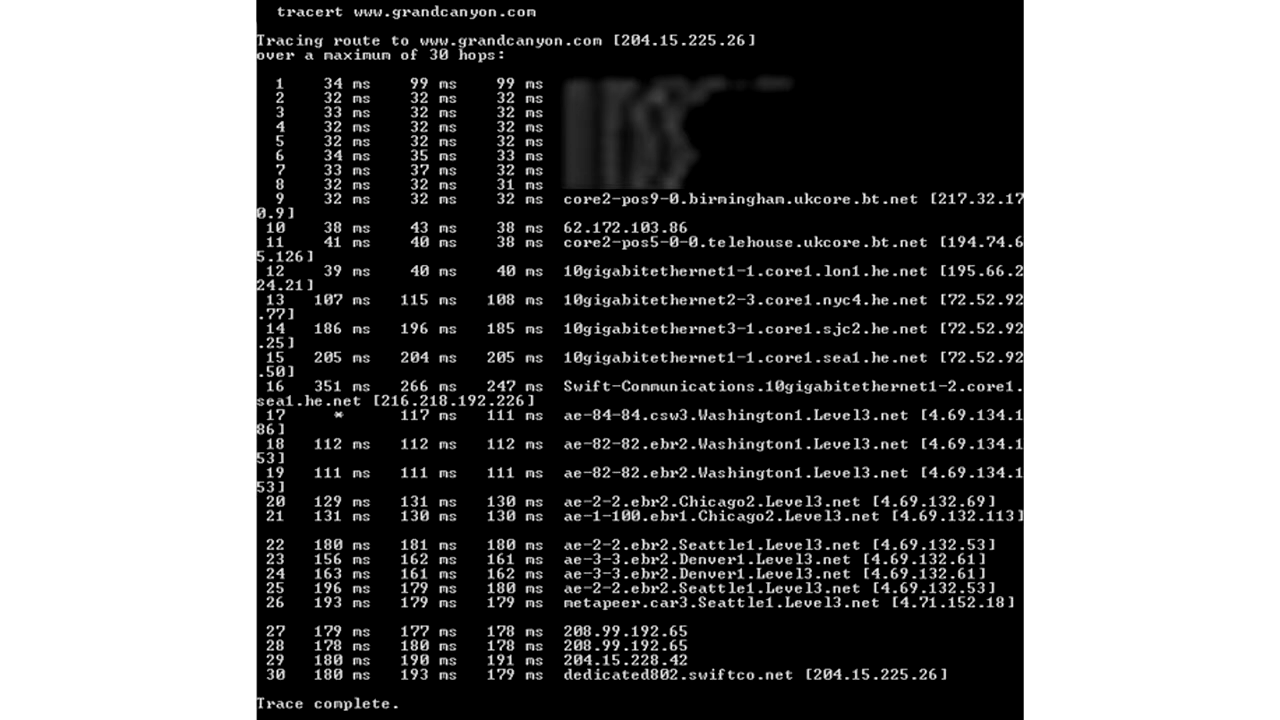 tracert www.grandcanyon.com
Tracing route to www.grandcanyon.com [204.15.225.26]
over a maximum of 30 hops:
1 34 ms 99 ms 99 ms
2 32 ms 32 ms 32 ms
3 33 ms 32 ms 32 ms
4 32 ms 32 ms 32 ms
5 32 ms 32 ms 32 ms
6 34 ms 35 ms 33 ms
7 33 ms 37 ms 32 ms
8 32 ms 32 ms 31 ms
9 32 ms 32 ms 32 ms core2-pos9-0.birmingham.ukcore.bt.net [217.32.17
0.9]
10 38 ms 43 ms 38 ms 62.172.103.86
11 41 ms 40 ms 38 ms core2-pos5-0-0.telehouse.ukcore.bt.net [194.74.6
5.126]
12 39 ms 40 ms 40 ms 10gigabitethernet1-1.core1.lon1.he.net [195.66.2
24.21]
13 107 ms 115 ms 108 ms 10gigabitethernet2-3.core1.nyc4.he.net [72.52.92
.77]
14 186 ms 196 ms 185 ms 10gigabitethernet3-1.core1.sjc2.he.net [72.52.92
.25]
15 205 ms 204 ms 205 ms 10gigabitethernet1-1.core1.sea1.he.net [72.52.92
.50]
16 351 ms 266 ms 247 ms Swift-Communications.10gigabitethernet1-2.core1.
sea1.he.net [216.218.192.226]
17 * 117 ms 111 ms ae-84-84.csw3.Washington1.Level3.net [4.69.134.1
86]
18 112 ms 112 ms 112 ms ae-82-82.ebr2.Washington1.Level3.net [4.69.134.1
53]
19 111 ms 111 ms 111 ms ae-82-82.ebr2.Washington1.Level3.net [4.69.134.1
53]
20 129 ms 131 ms 130 ms ae-2-2.ebr2.Chicago2.Level3.net [4.69.132.69]
21 131 ms 130 ms 130 ms ae-1-100.ebr1.Chicago2.Level3.net [4.69.132.113]
22 180 ms 181 ms 180 ms ae-2-2.ebr2.Seattle1.Level3.net [4.69.132.53]
23 156 ms 162 ms 161 ms ae-3-3.ebr2.Denver1.Level3.net [4.69.132.61]
24 163 ms 161 ms 162 ms ae-3-3.ebr2.Denver1.Level3.net [4.69.132.61]
25 196 ms 179 ms 180 ms ae-2-2.ebr2.Seattle1.Level3.net [4.69.132.53]
26 193 ms 179 ms 179 ms metapeer.car3.Seattle1.Level3.net [4.71.152.18]
27 179 ms 177 ms 178 ms 208.99.192.65
28 178 ms 180 ms 178 ms 208.99.192.65
29 180 ms 190 ms 191 ms 204.15.228.42
30 180 ms 193 ms 179 ms dedicated802.swiftco.net [204.15.225.26]
Trace complete.